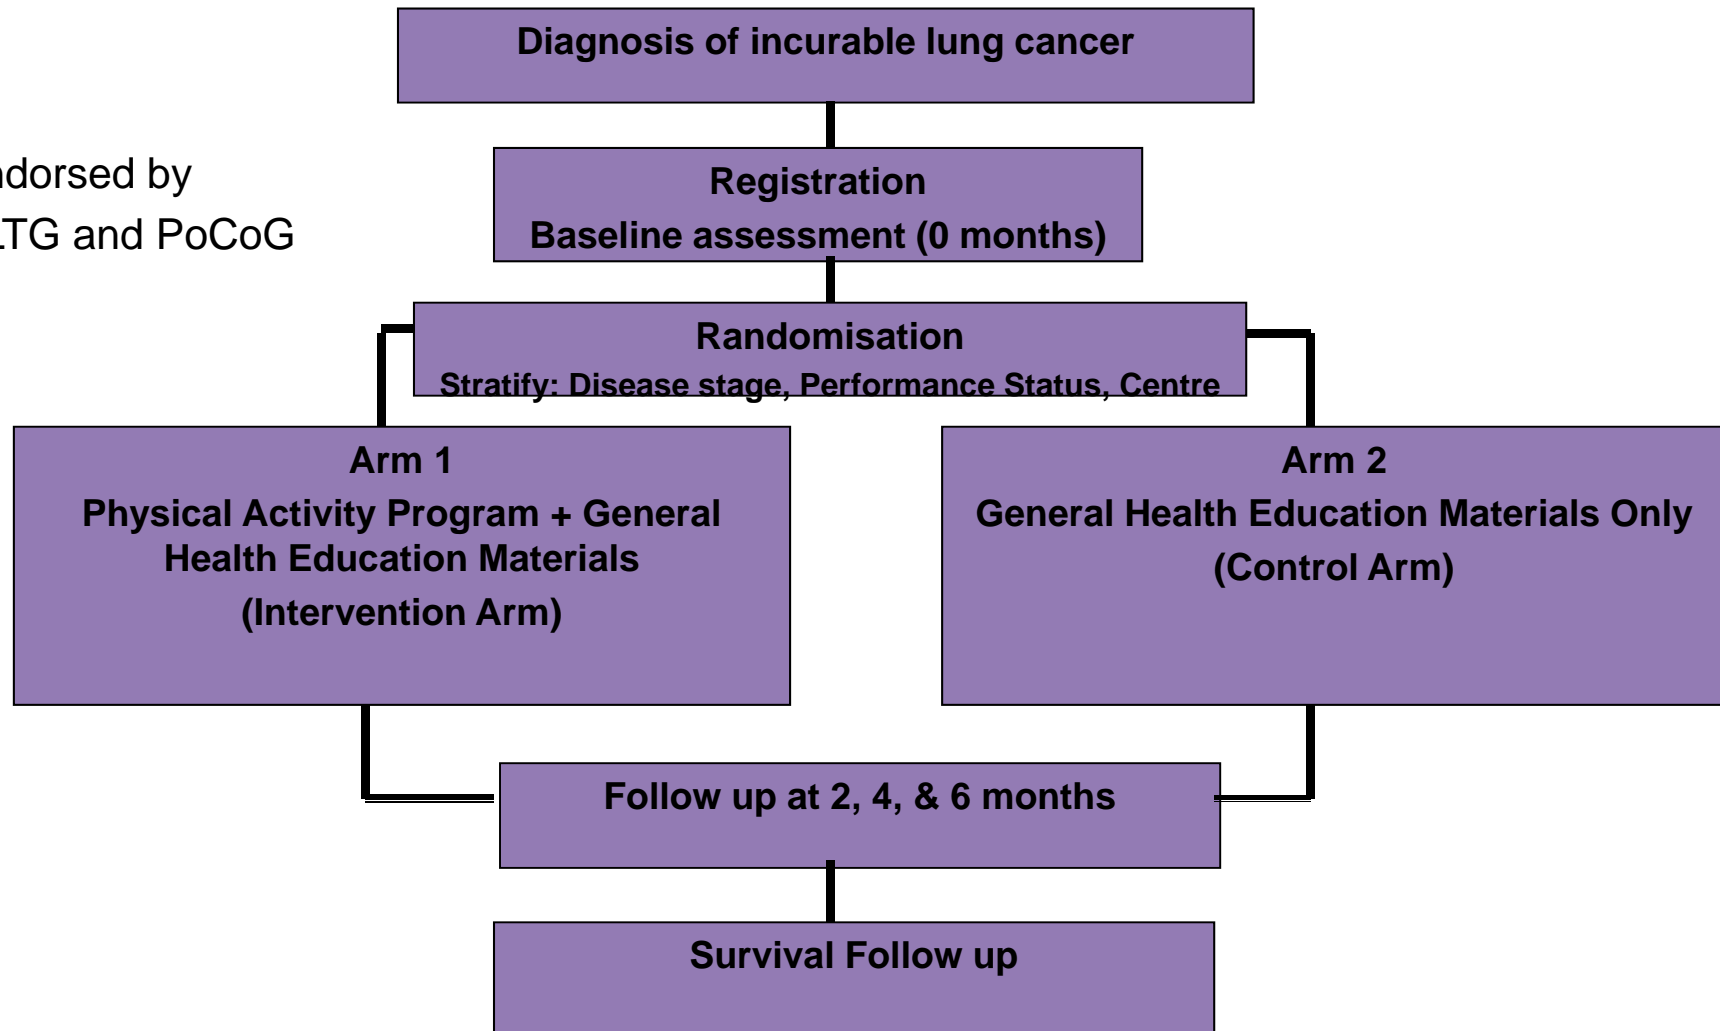 Diagnosis of incurable lung cancer
ndorsed by
LTG and PoCoG
Registration
Baseline assessment (0 months)
Randomisation
Stratify: Disease stage, Performance Status, Centre
Arm 1
Physical Activity Program + General
Health Education Materials
(Intervention Arm)
Arm 2
General Health Education Materials Only
(Control Arm)
Follow up at 2, 4, & 6 months
Survival Follow up